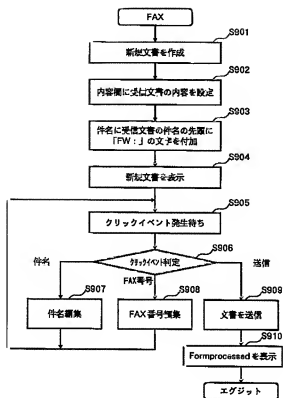 FAX
S901
新規文書を作成
S902
内容欄に受信文書の内容を設定
S903
件名に受信文書の件名の先頭に
「FW：」の文字を付加
S904
新規文書を表示
S905
クリックイベント発生待ち
S906
クリックイベント判定
件名
FAX番号
送信
S907
件名編集
S908
FAX番号編集
S909
文書を送信
S910
Formprocessedを表示
エグジット